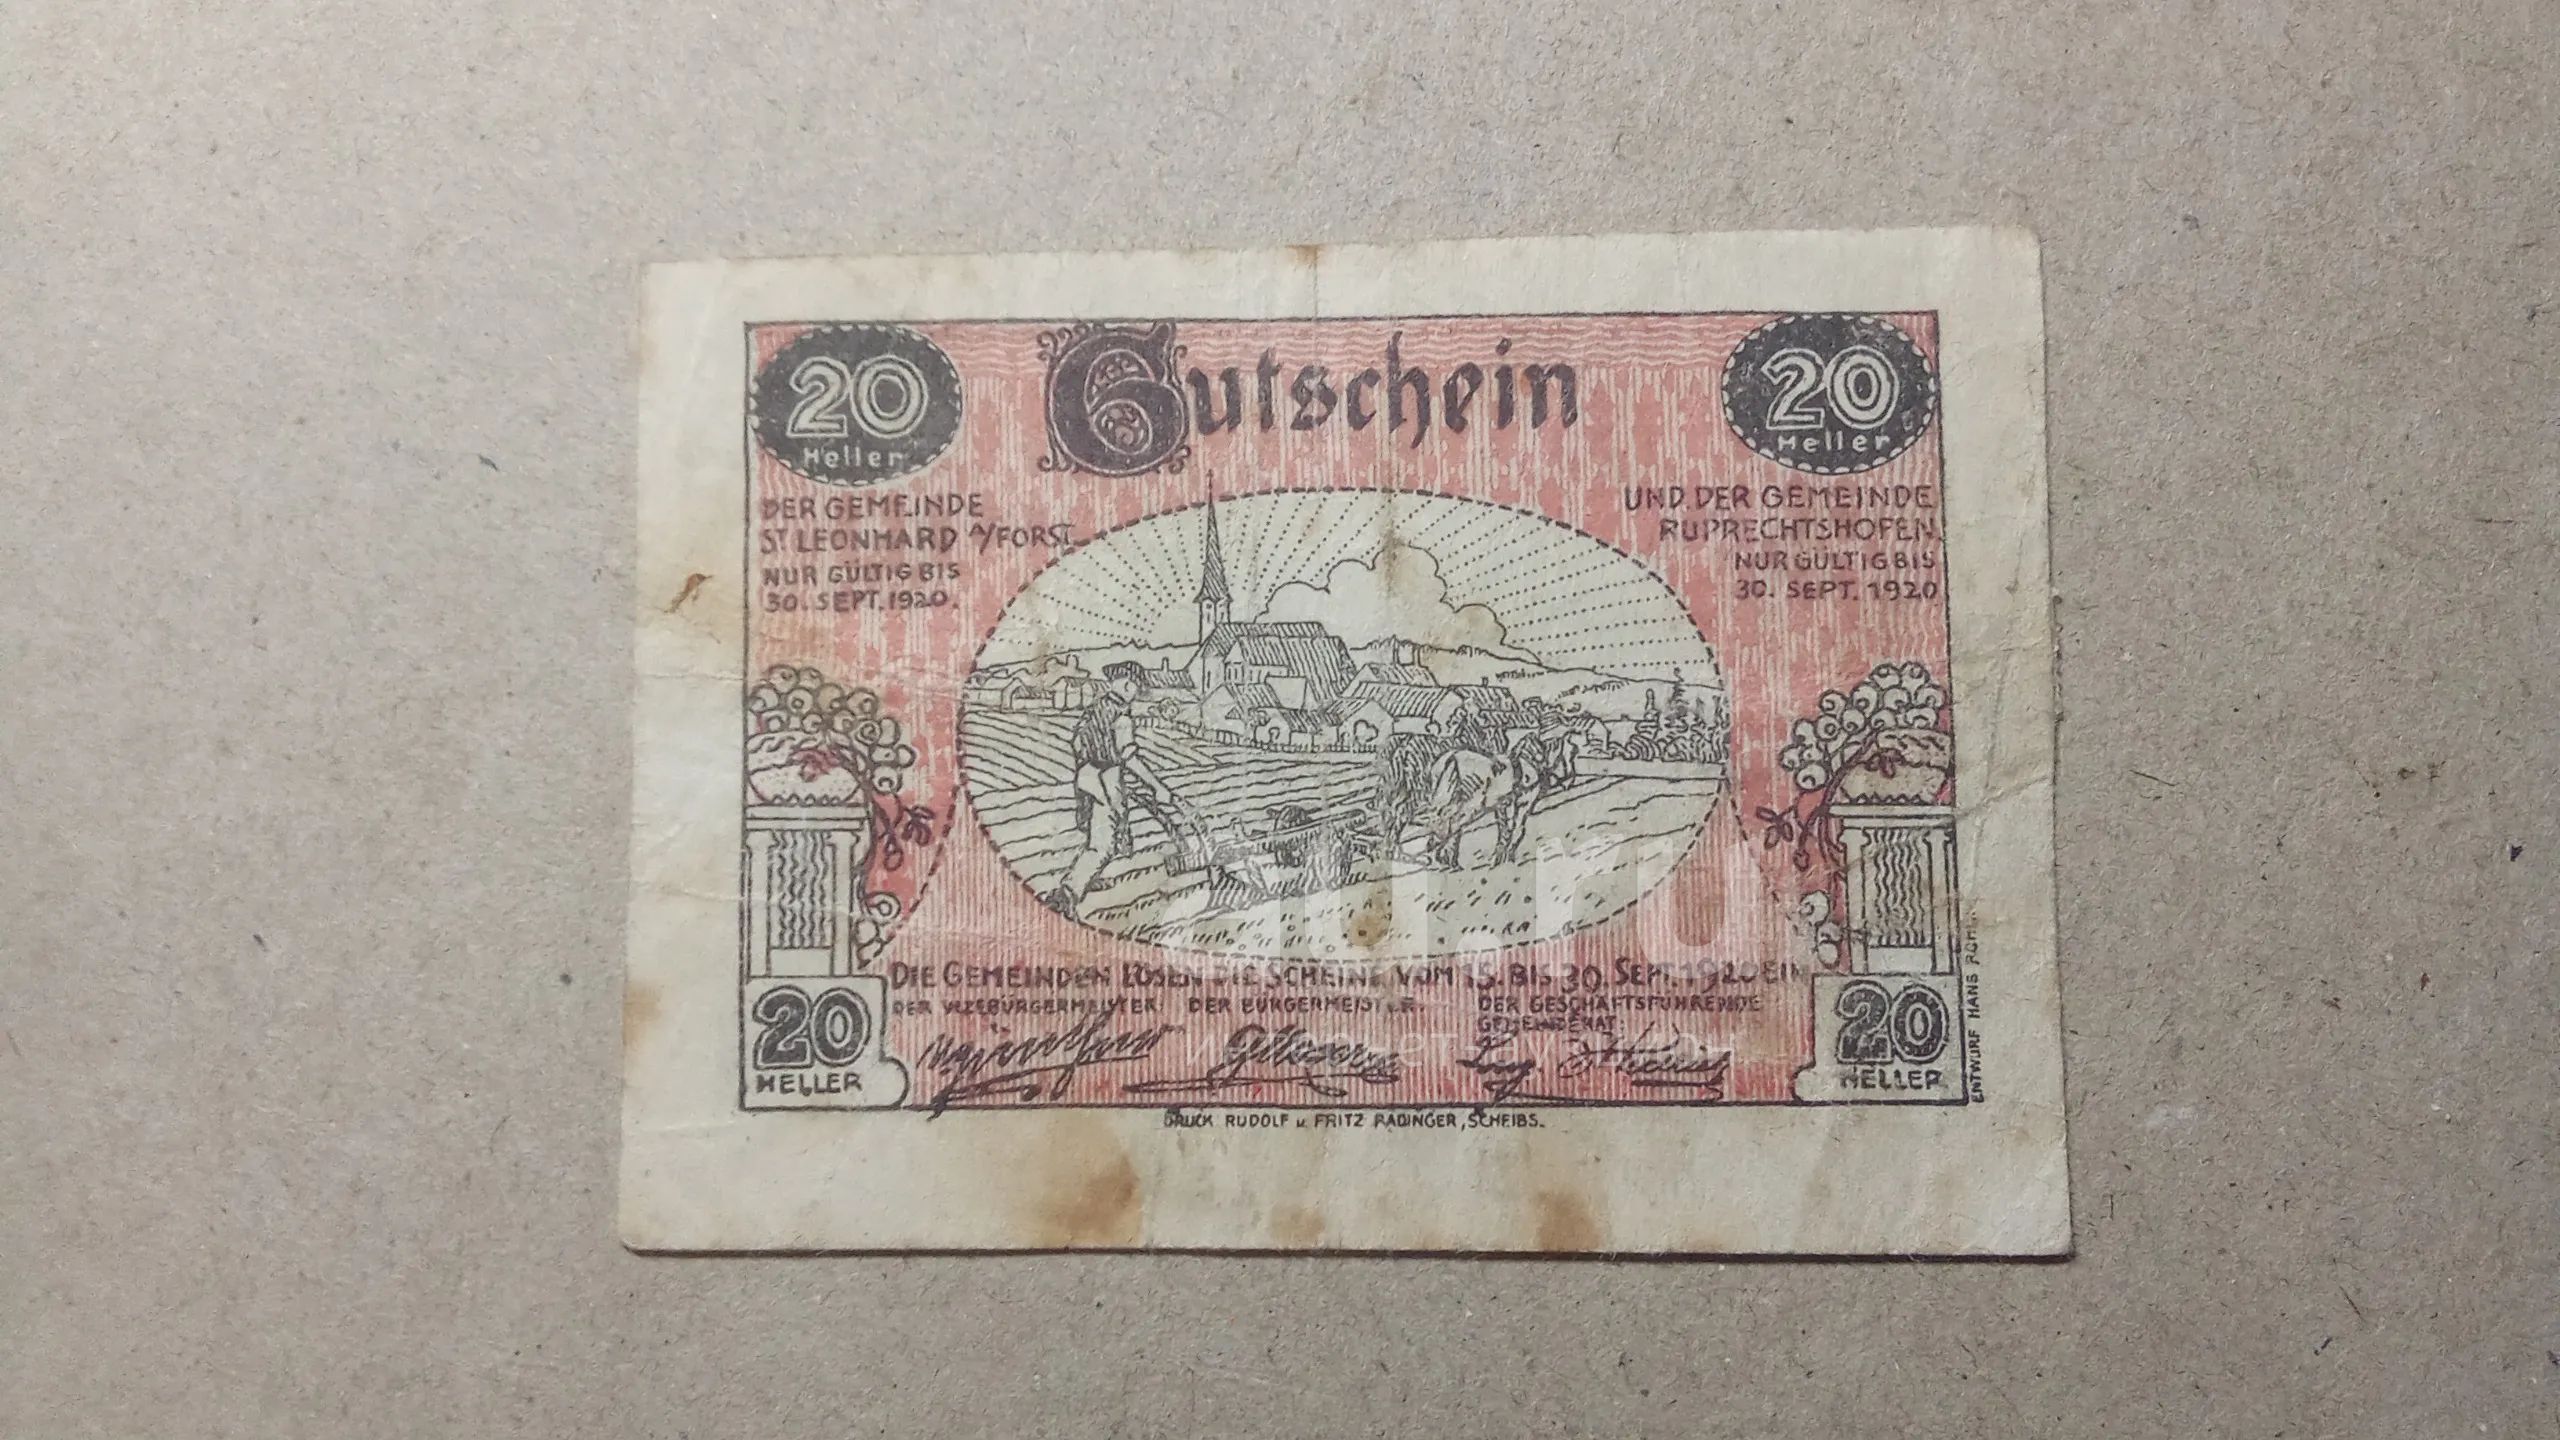 Gutschein
20
Heller
20
Heller
DER GEMEINDE
ST LEONHARD A/FORST
NUR GÜLTIG BIS
30. SEPT. 1920.
UND DER GEMEINDE
RUPRECHTSHOFEN.
NUR GÜLTIG BIS
30. SEPT. 1920
DIE GEMEINDEN LÖSEN DIE SCHEINE VOM 15. BIS 30. SEPT. 1920 EIN
DER VIZEBÜRGERMEISTER: DER BÜRGERMEISTER: DER GESCHÄFTSFÜHRENDE
GEMEINDERAT:
20
HELLER
20
HELLER
ENTWURF HANS
DRUCK RUDOLF u. FRITZ RADINGER, SCHEIBS.